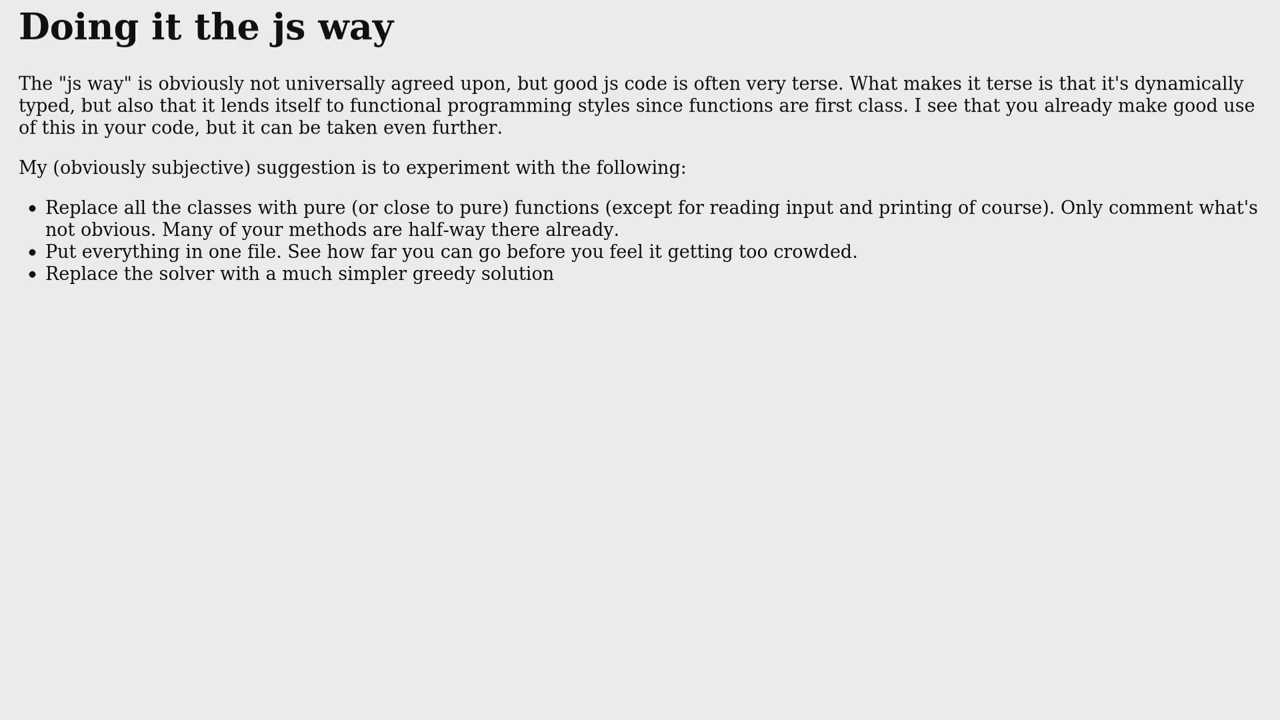 Doing it the js way
The "js way" is obviously not universally agreed upon, but good js code is often very terse. What makes it terse is that it's dynamically
typed, but also that it lends itself to functional programming styles since functions are first class. I see that you already make good use
of this in your code, but it can be taken even further.
My (obviously subjective) suggestion is to experiment with the following:
• Replace all the classes with pure (or close to pure) functions (except for reading input and printing of course). Only comment what's
not obvious. Many of your methods are half-way there already.
• Put everything in one file. See how far you can go before you feel it getting too crowded.
• Replace the solver with a much simpler greedy solution